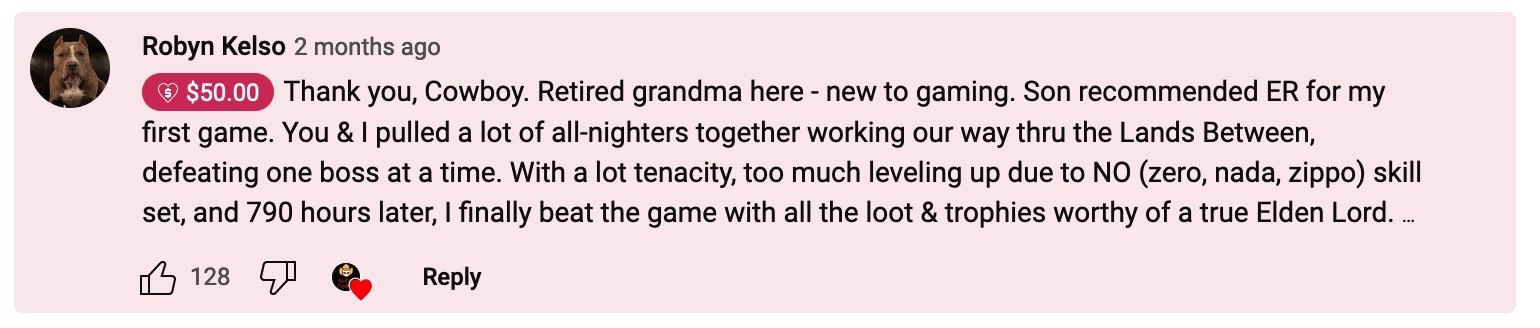 Robyn Kelso 2 months ago
$50.00 Thank you, Cowboy. Retired grandma here - new to gaming. Son recommended ER for my
first game. You & I pulled a lot of all-nighters together working our way thru the Lands Between,
defeating one boss at a time. With a lot tenacity, too much leveling up due to NO (zero, nada, zippo) skill
set, and 790 hours later, I finally beat the game with all the loot & trophies worthy of a true Elden Lord. ...
128 Reply